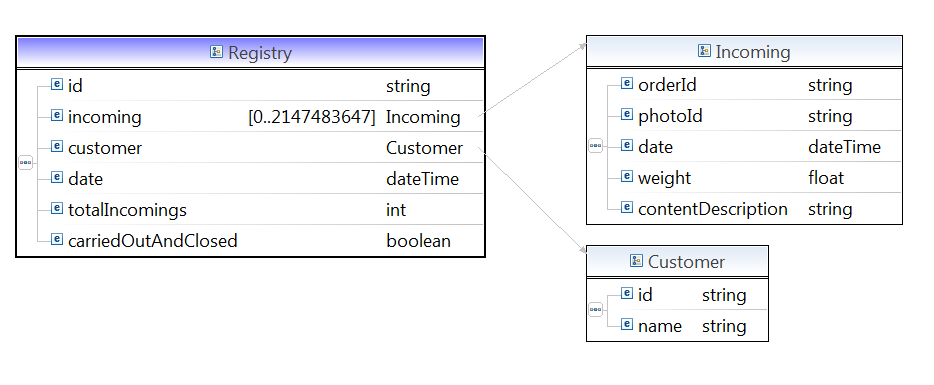 Registry
id string
incoming [0..2147483647] Incoming
customer Customer
date dateTime
totalIncomings int
carriedOutAndClosed boolean
Incoming
orderId string
photoId string
date dateTime
weight float
contentDescription string
Customer
id string
name string